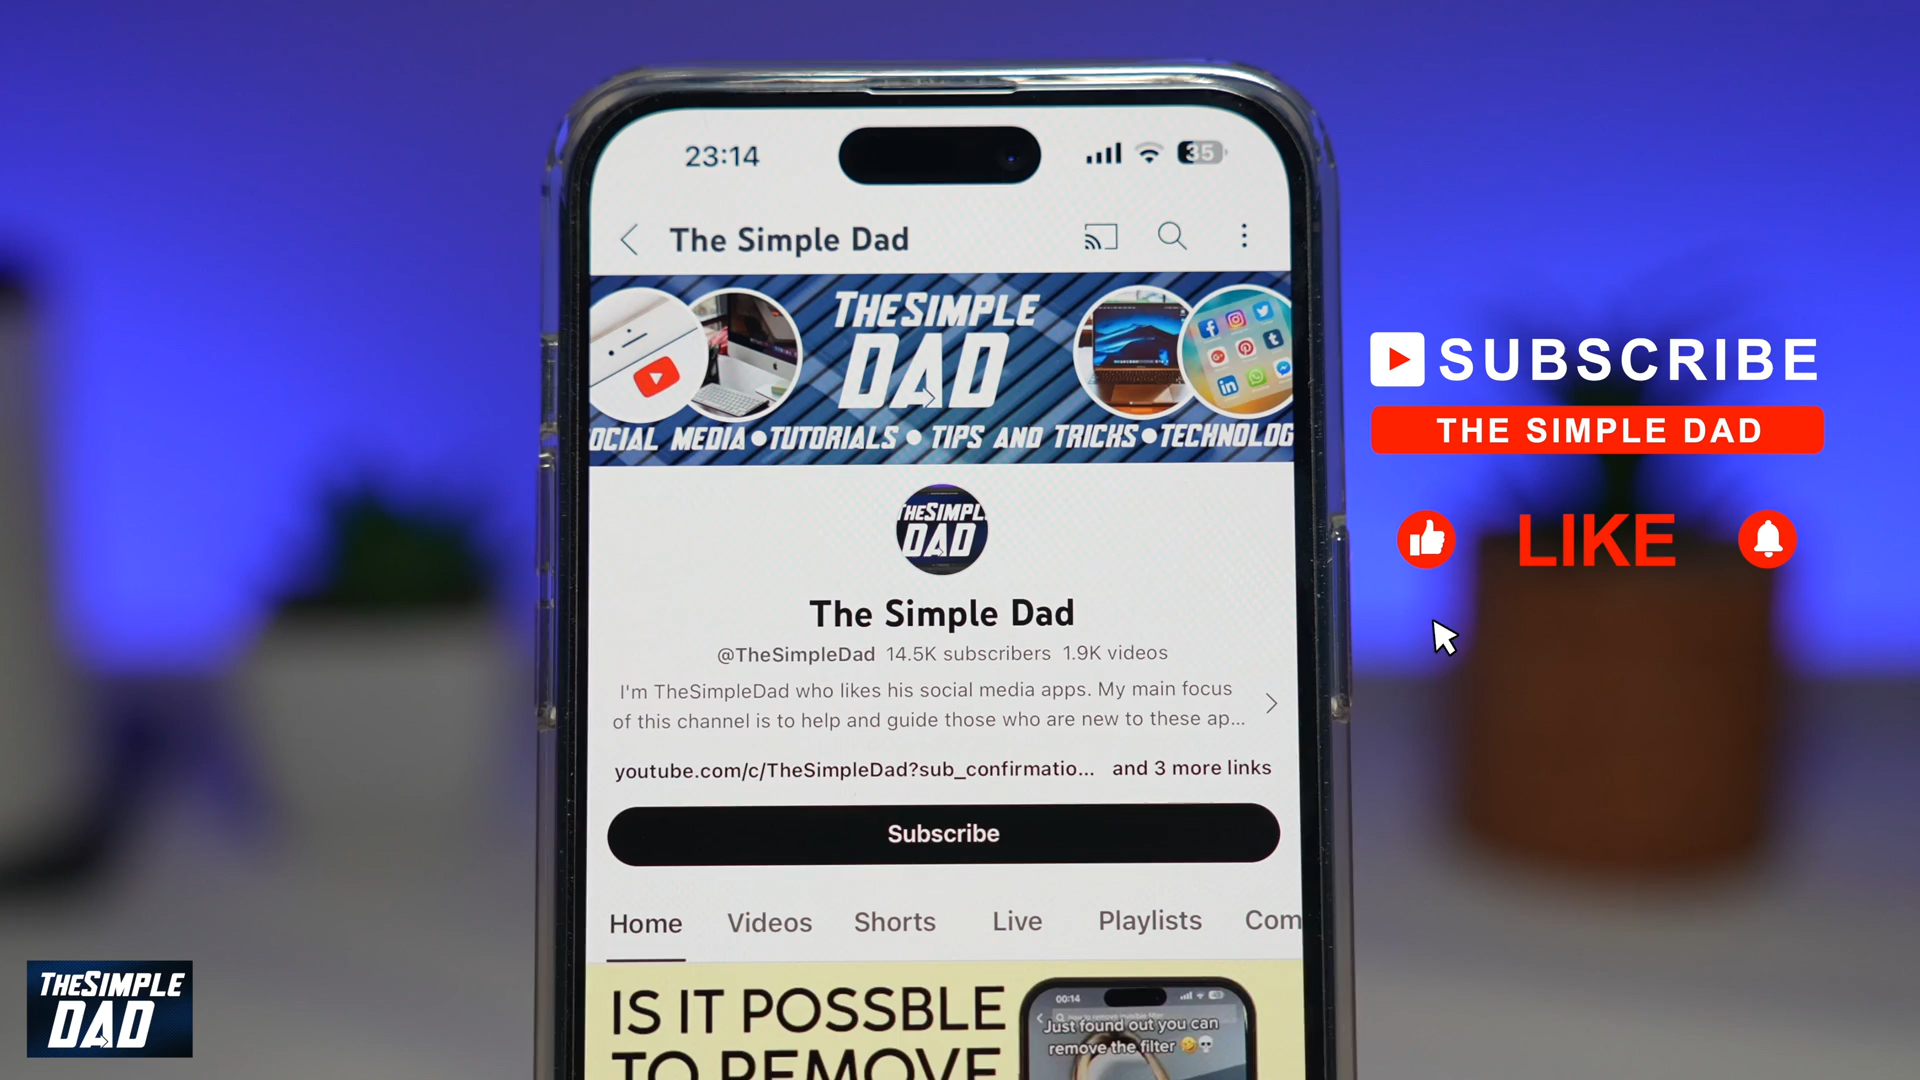 23:14
35
The Simple Dad
THESIMPLE
DAD
OCIAL MEDIA●TUTORIALS ● TIPS AND TRICKS●TECHNOLOG
HESIMPL
DAD
The Simple Dad
@TheSimpleDad 14.5K subscribers 1.9K videos
I'm TheSimpleDad who likes his social media apps. My main focus
of this channel is to help and guide those who are new to these ap...
youtube.com/c/TheSimpleDad?sub_confirmatio... and 3 more links
Subscribe
Home Videos Shorts Live Playlists Com
IS IT POSSBLE
TO REMOVE
00:14
Just found out you can
remove the filter 🤣💀
SUBSCRIBE
THE SIMPLE DAD
LIKE
THESIMPLE
DAD